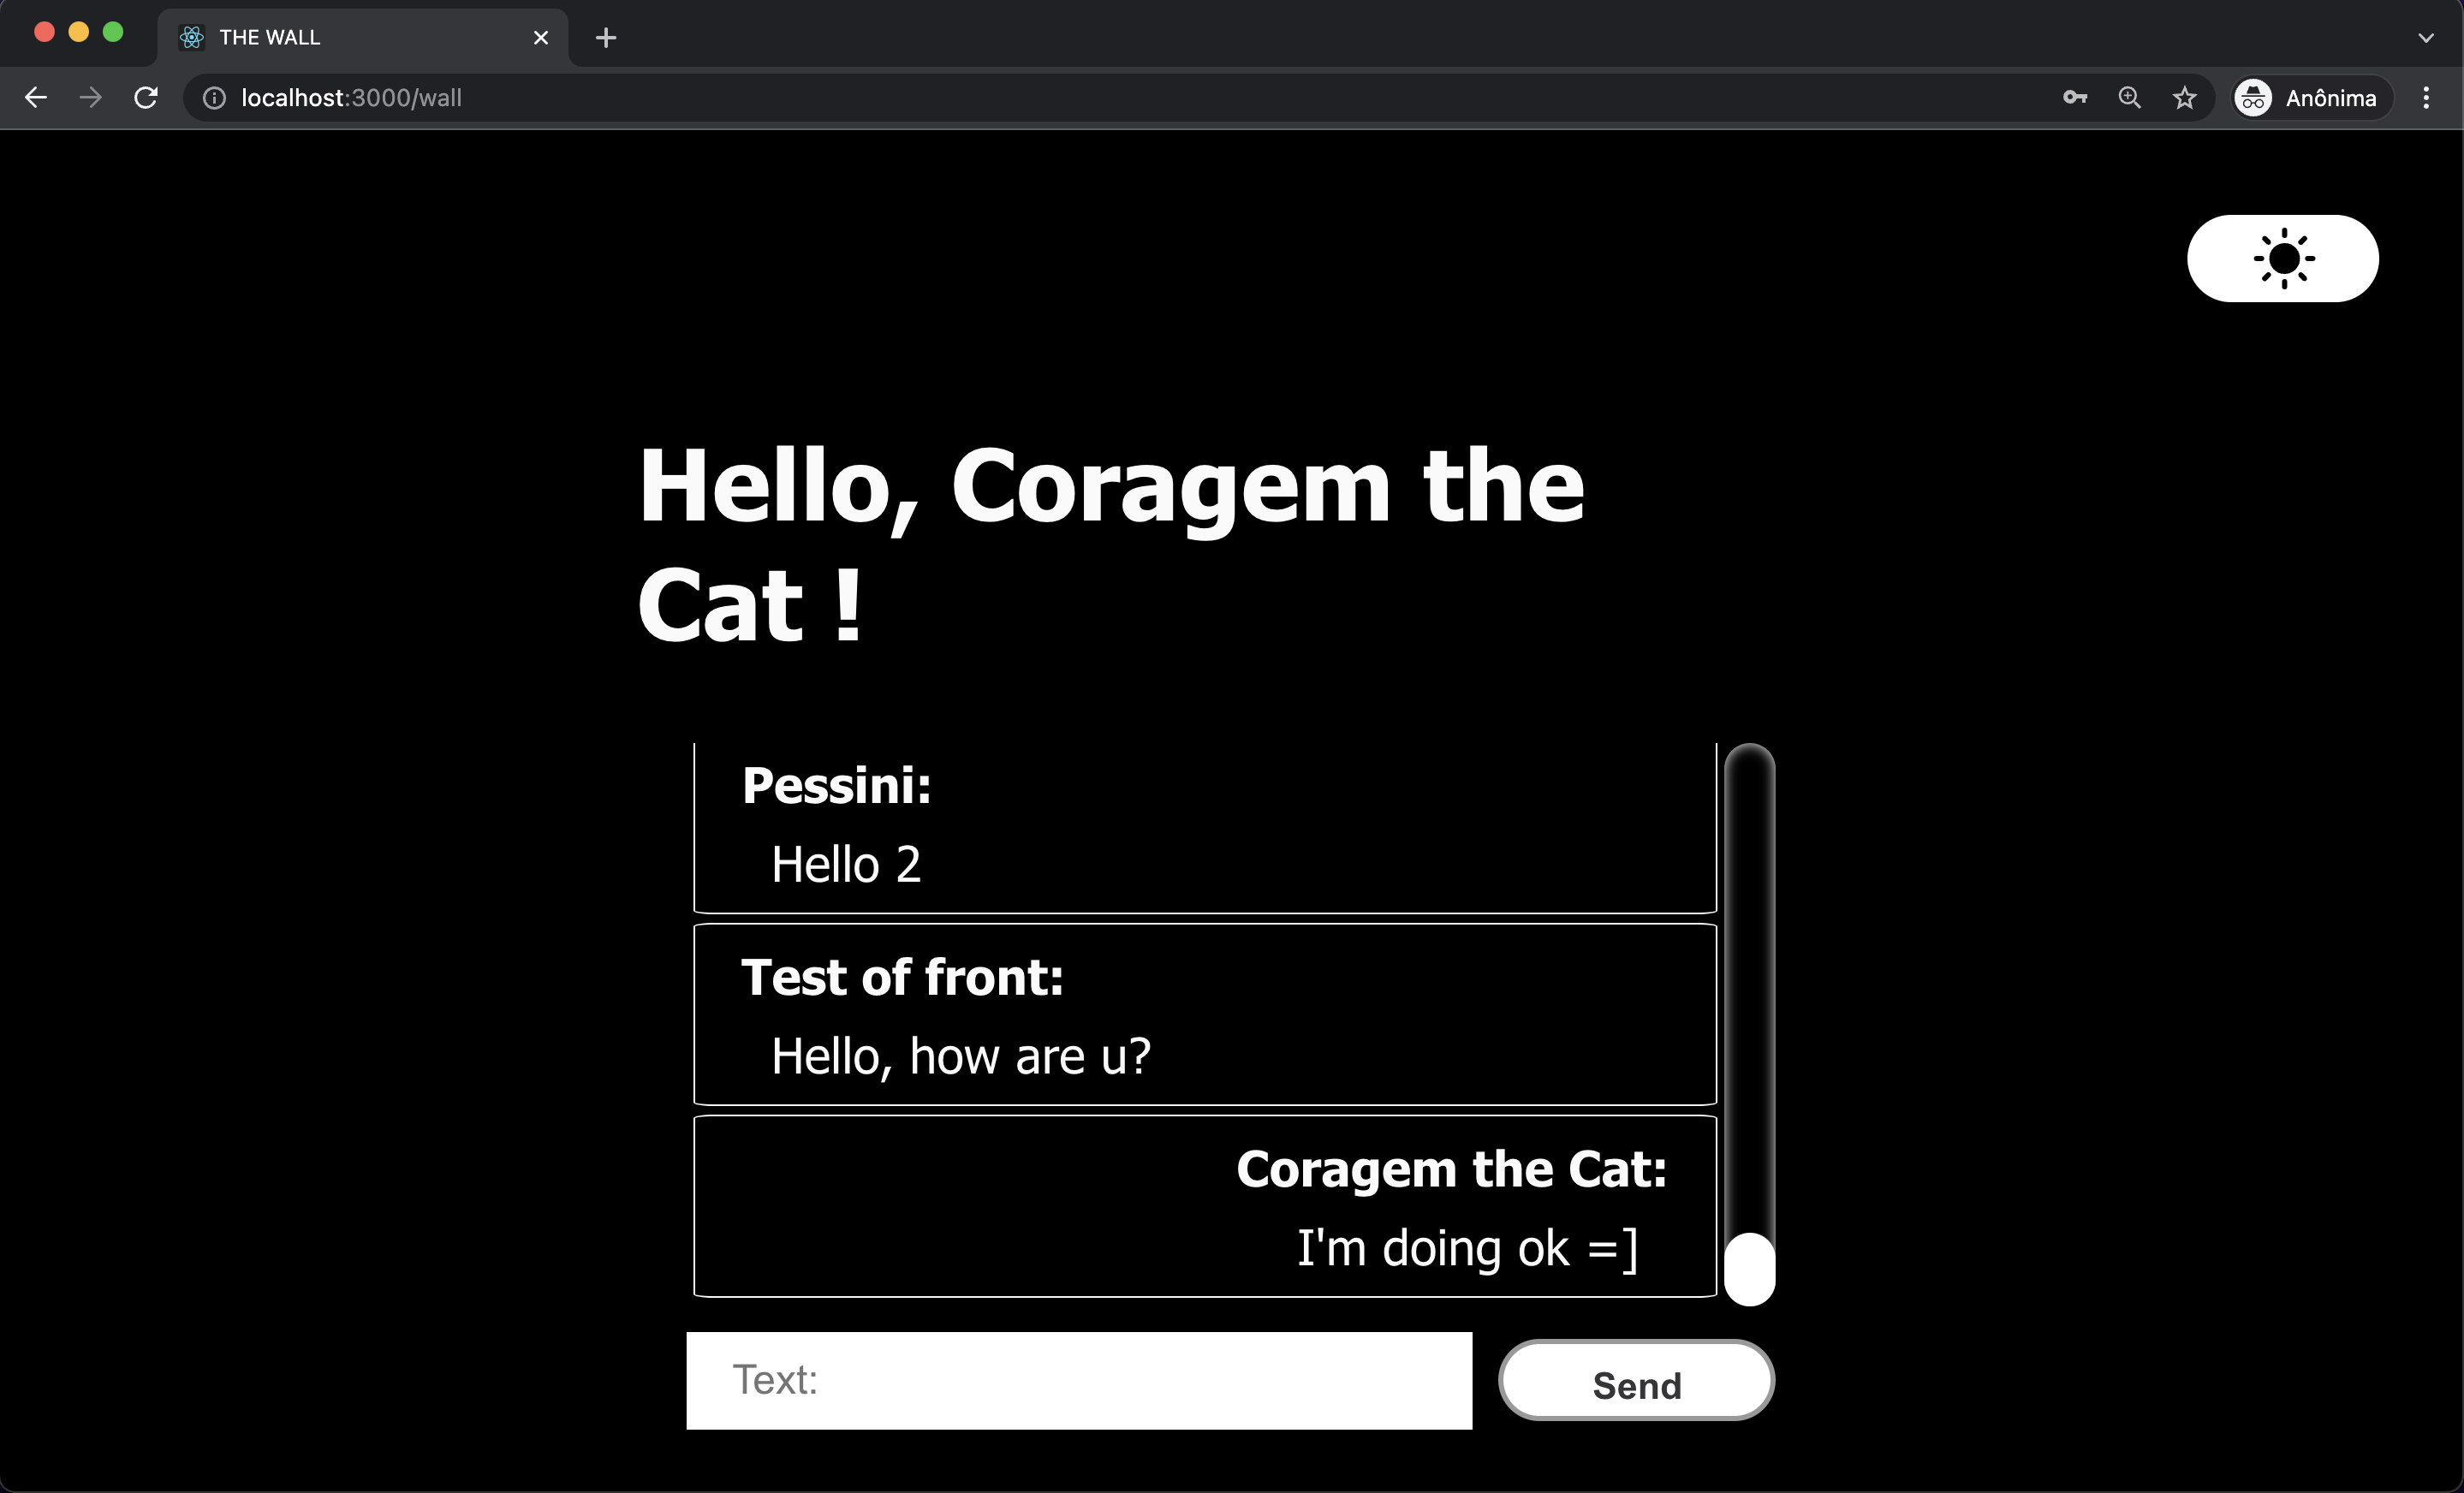 THE WALL
localhost:3000/wall
Anônima
Hello, Coragem the
Cat !
Pessini:
Hello 2
Test of front:
Hello, how are u?
Coragem the Cat:
I'm doing ok =]
Text:
Send